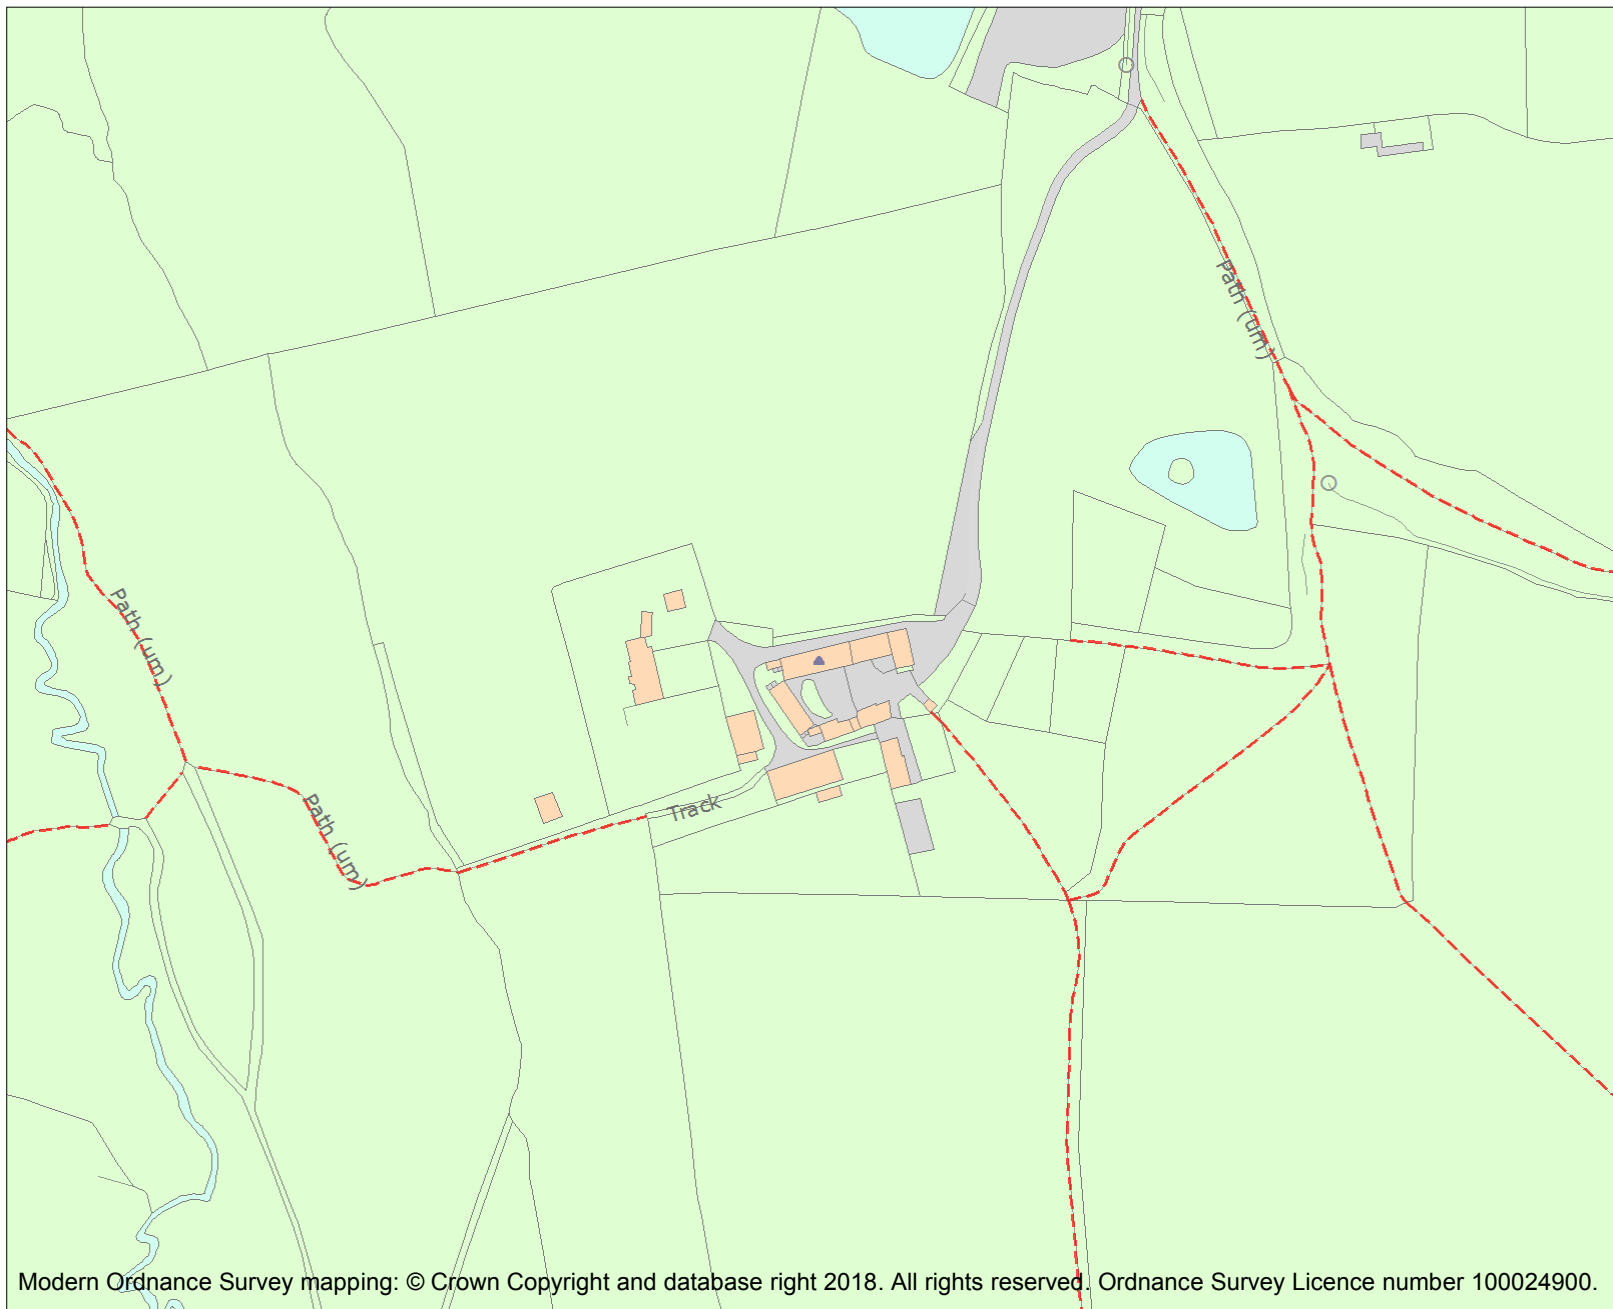 Path (um)
Path (um)
Path (um)
Track
Modern Ordnance Survey mapping: © Crown Copyright and database right 2018. All rights reserved. Ordnance Survey Licence number 100024900.